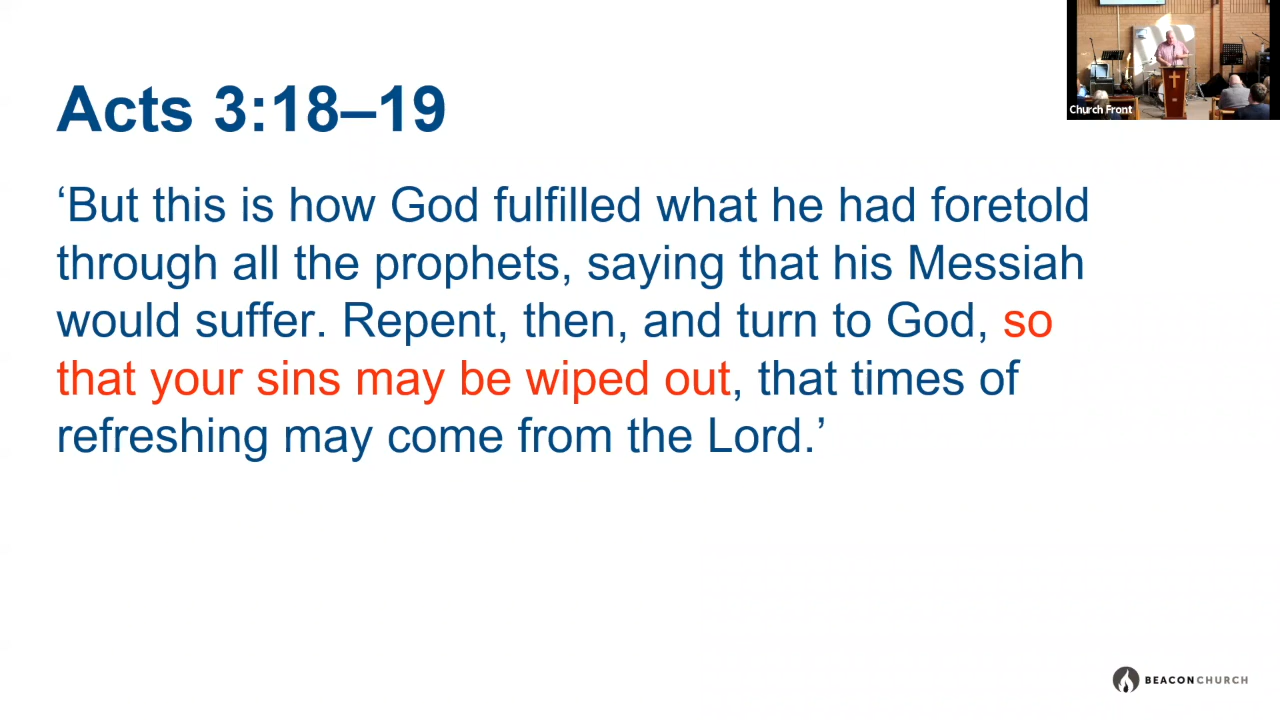 Acts 3:18–19
‘But this is how God fulfilled what he had foretold
through all the prophets, saying that his Messiah
would suffer. Repent, then, and turn to God, so
that your sins may be wiped out, that times of
refreshing may come from the Lord.’
Church Front
BEACONCHURCH